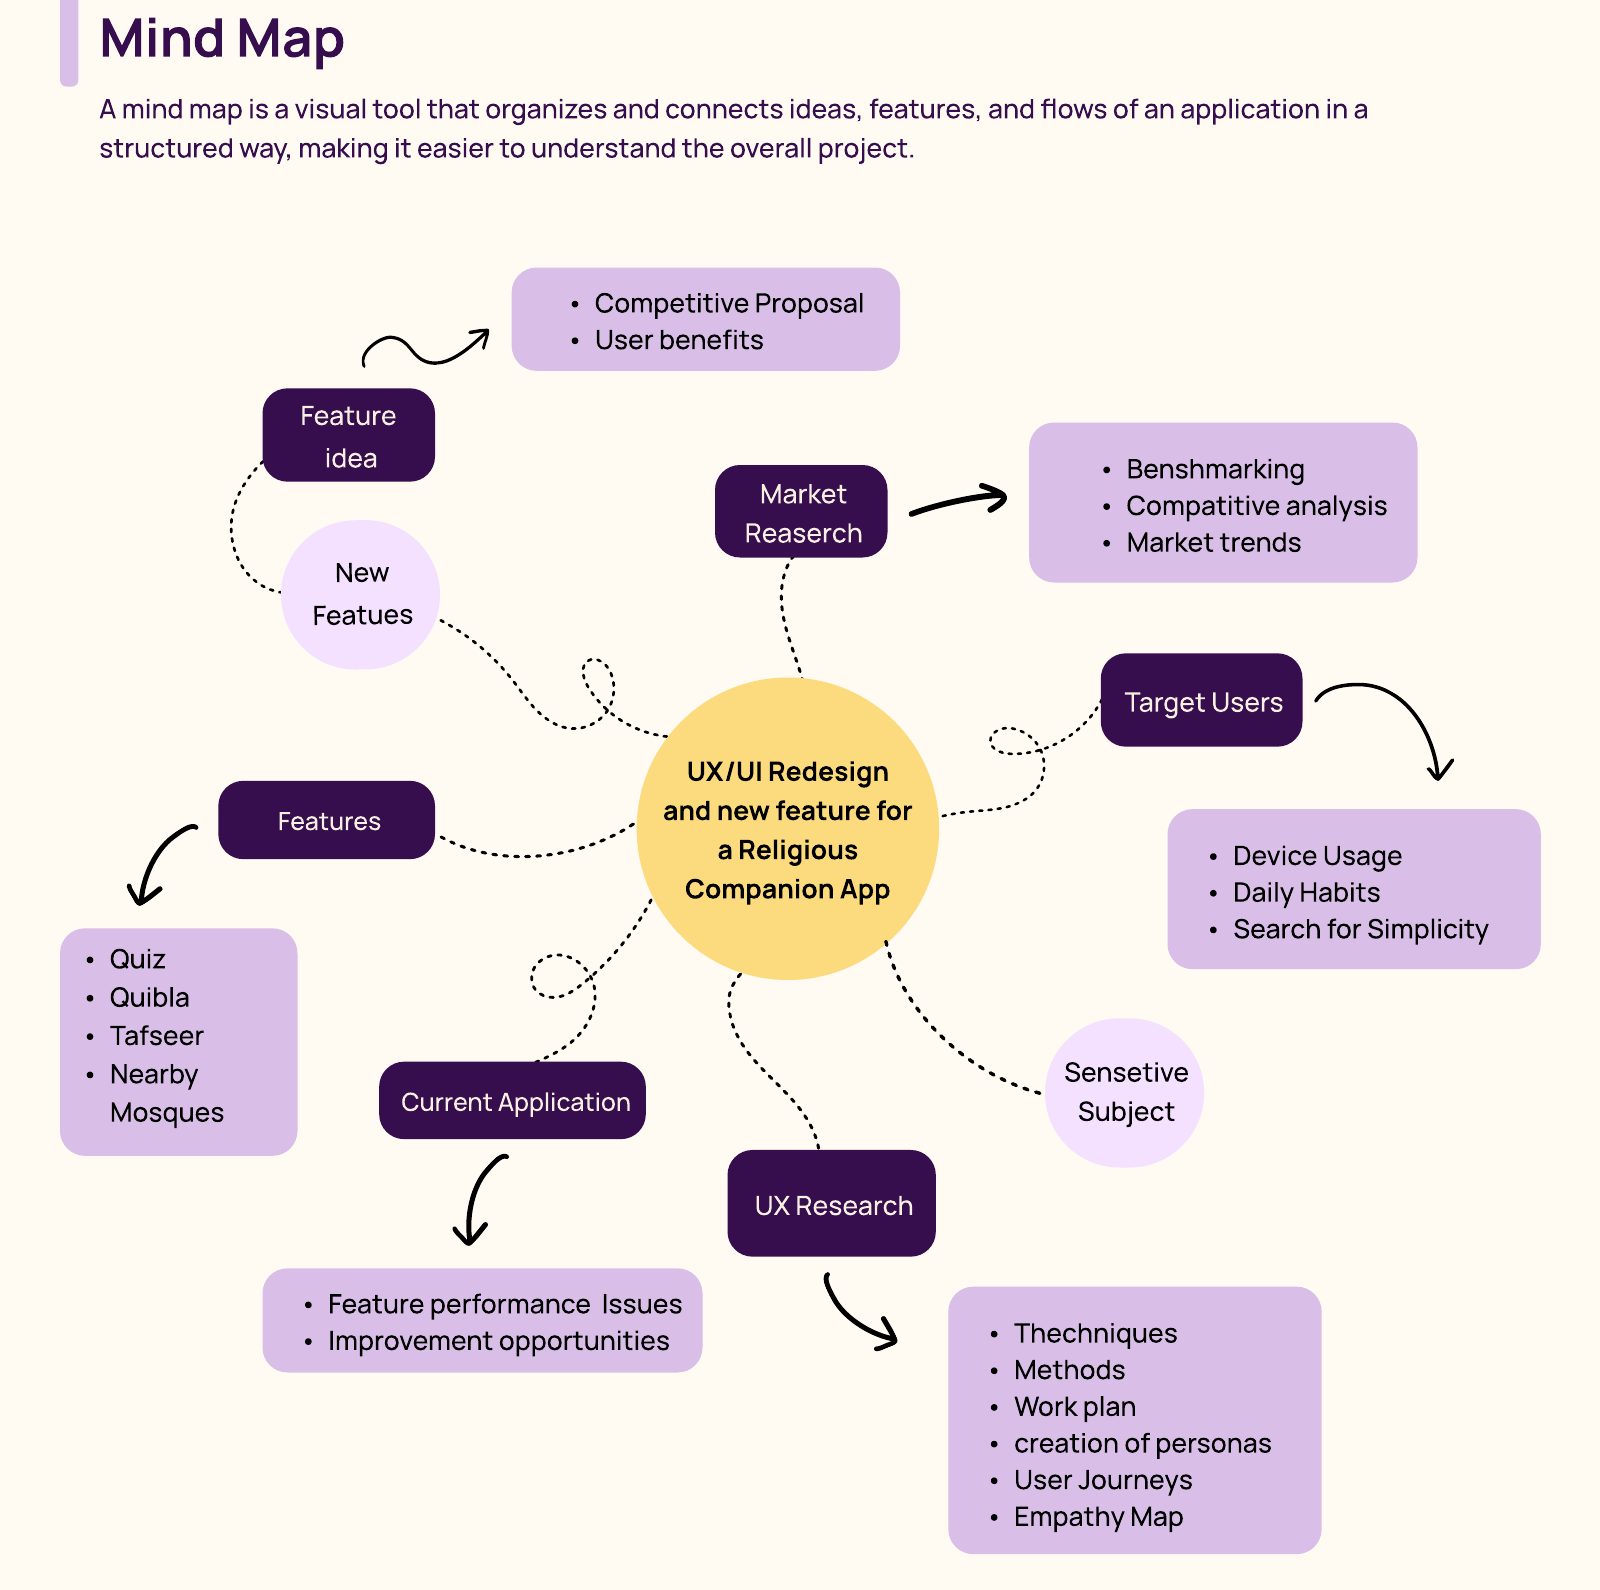 Mind Map
A mind map is a visual tool that organizes and connects ideas, features, and flows of an application in a
structured way, making it easier to understand the overall project.
• Competitive Proposal
• User benefits
Feature
idea
New
Featues
Market
Reaserch
• Benshmarking
• Compatitive analysis
• Market trends
Target Users
• Device Usage
• Daily Habits
• Search for Simplicity
UX/UI Redesign
and new feature for
a Religious
Companion App
Features
• Quiz
• Quibla
• Tafseer
• Nearby
Mosques
Current Application
• Feature performance Issues
• Improvement opportunities
Sensetive
Subject
UX Research
• Thechniques
• Methods
• Work plan
• creation of personas
• User Journeys
• Empathy Map